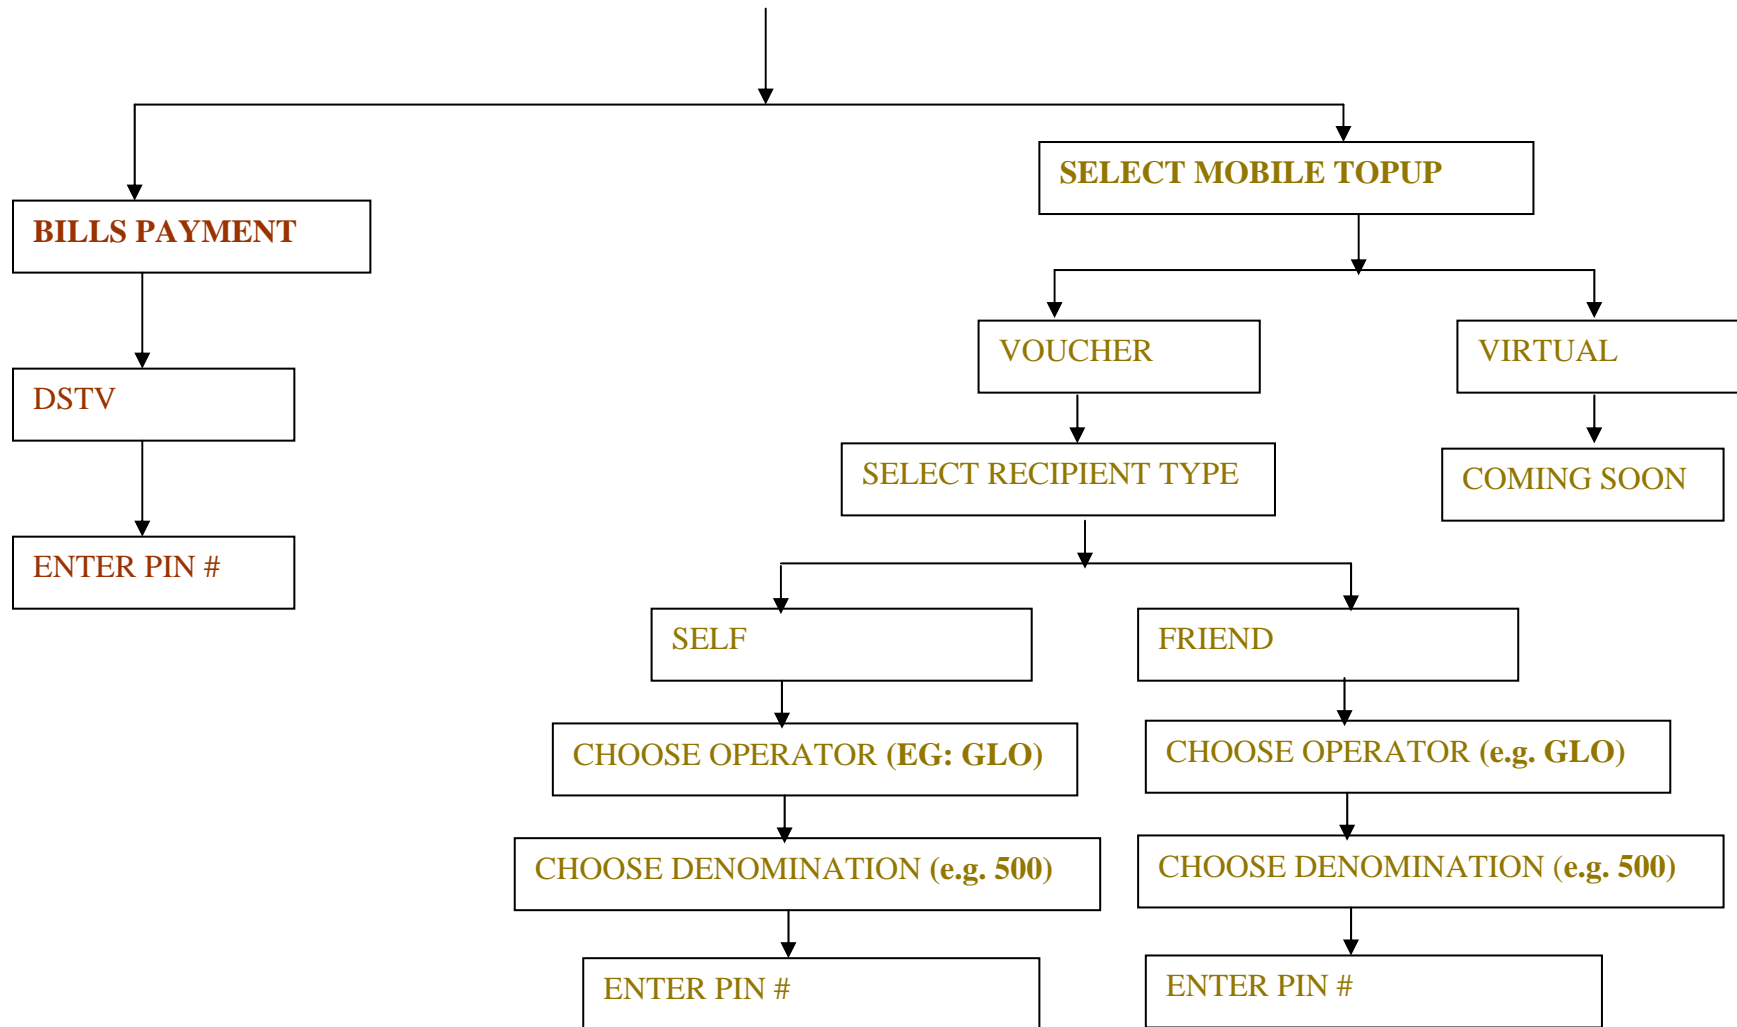 SELECT MOBILE TOPUP
BILLS PAYMENT
VOUCHER
VIRTUAL
DSTV
SELECT RECIPIENT TYPE
COMING SOON
ENTER PIN #
SELF
FRIEND
CHOOSE OPERATOR (EG: GLO)
CHOOSE OPERATOR (e.g. GLO)
CHOOSE DENOMINATION (e.g. 500)
CHOOSE DENOMINATION (e.g. 500)
ENTER PIN #
ENTER PIN #